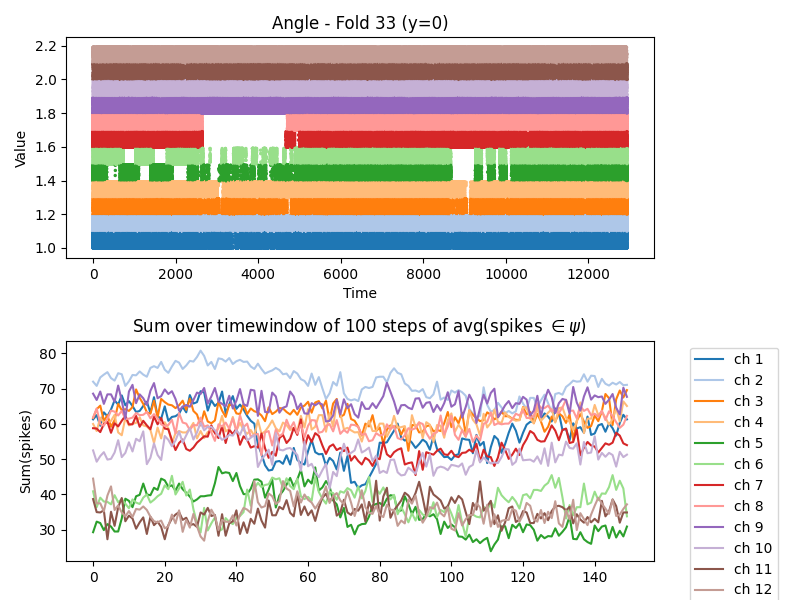 Angle - Fold 33 (y=0)
2.2
2.0
1.8
1.6
1.4
1.2
1.0
Value
0 2000 4000 6000 8000 10000 12000
Time
Sum over timewindow of 100 steps of avg(spikes ∈ψ)
80
70
60
50
40
30
Sum(spikes)
0 20 40 60 80 100 120 140
ch 1
ch 2
ch 3
ch 4
ch 5
ch 6
ch 7
ch 8
ch 9
ch 10
ch 11
ch 12